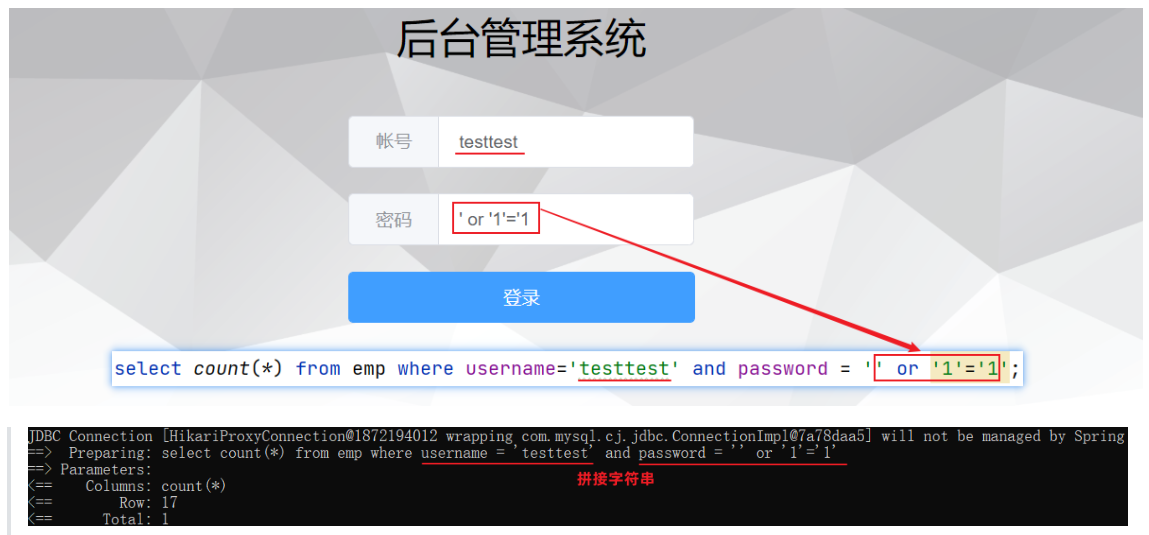 后台管理系统
帐号 testtest
密码 ' or '1'='1
登录
select count(*) from emp where username='testtest' and password = '' or '1'='1';
JDBC Connection [HikariProxyConnection@1872194012 wrapping com.mysql.cj.jdbc.ConnectionImpl@7a78daa5] will not be managed by Spring
==>  Preparing: select count(*) from emp where username = 'testtest' and password = '' or '1'='1'
==> Parameters:
拼接字符串
<==    Columns: count(*)
<==        Row: 17
<==      Total: 1